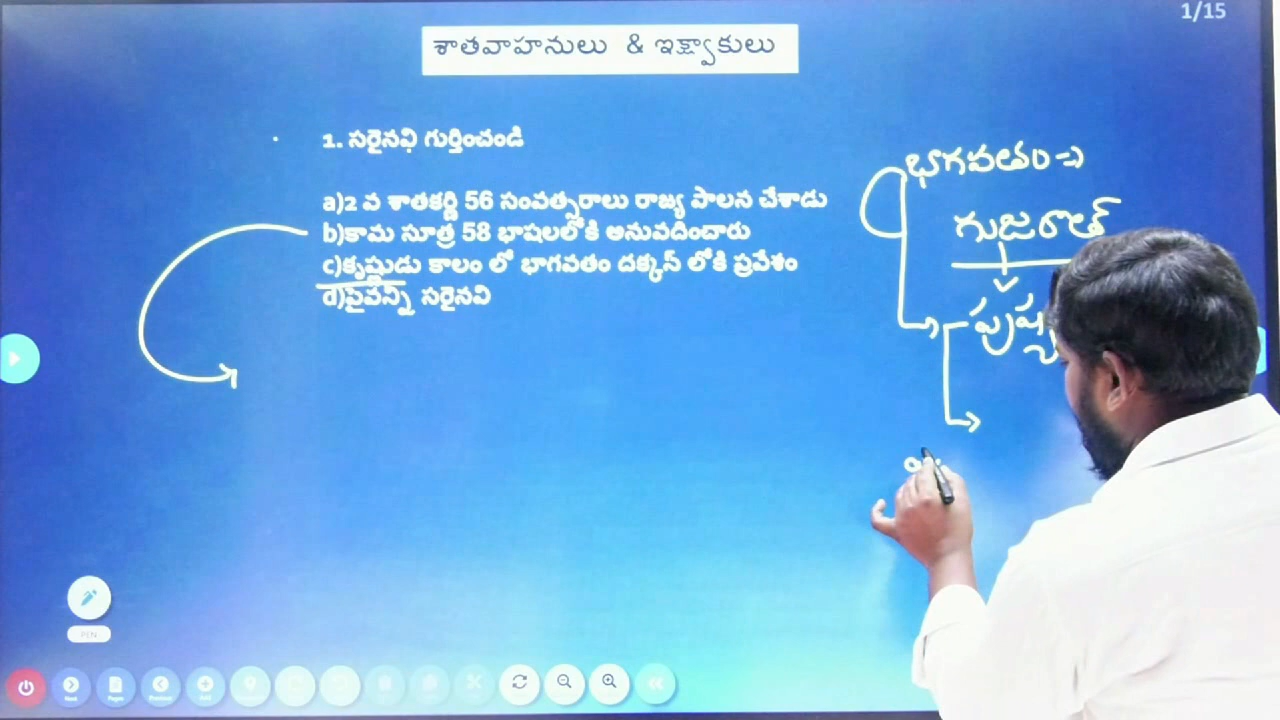 1/15
శాతవాహనులు & ఇక్ష్వాకులు
1. సరైనవి గుర్తించండి
a)2 వ శాతకర్ణి 56 సంవత్సరాలు రాజ్య పాలన చేశాడు
b)కామ సూత్ర 58 భాషలలోకి అనువదించారు
c)కృష్ణుడు కాలం లో భాగవతం దక్కన్ లోకి ప్రవేశం
d)పైవన్నీ సరైనవి
భాగవతం
గుజరాత్
PEN